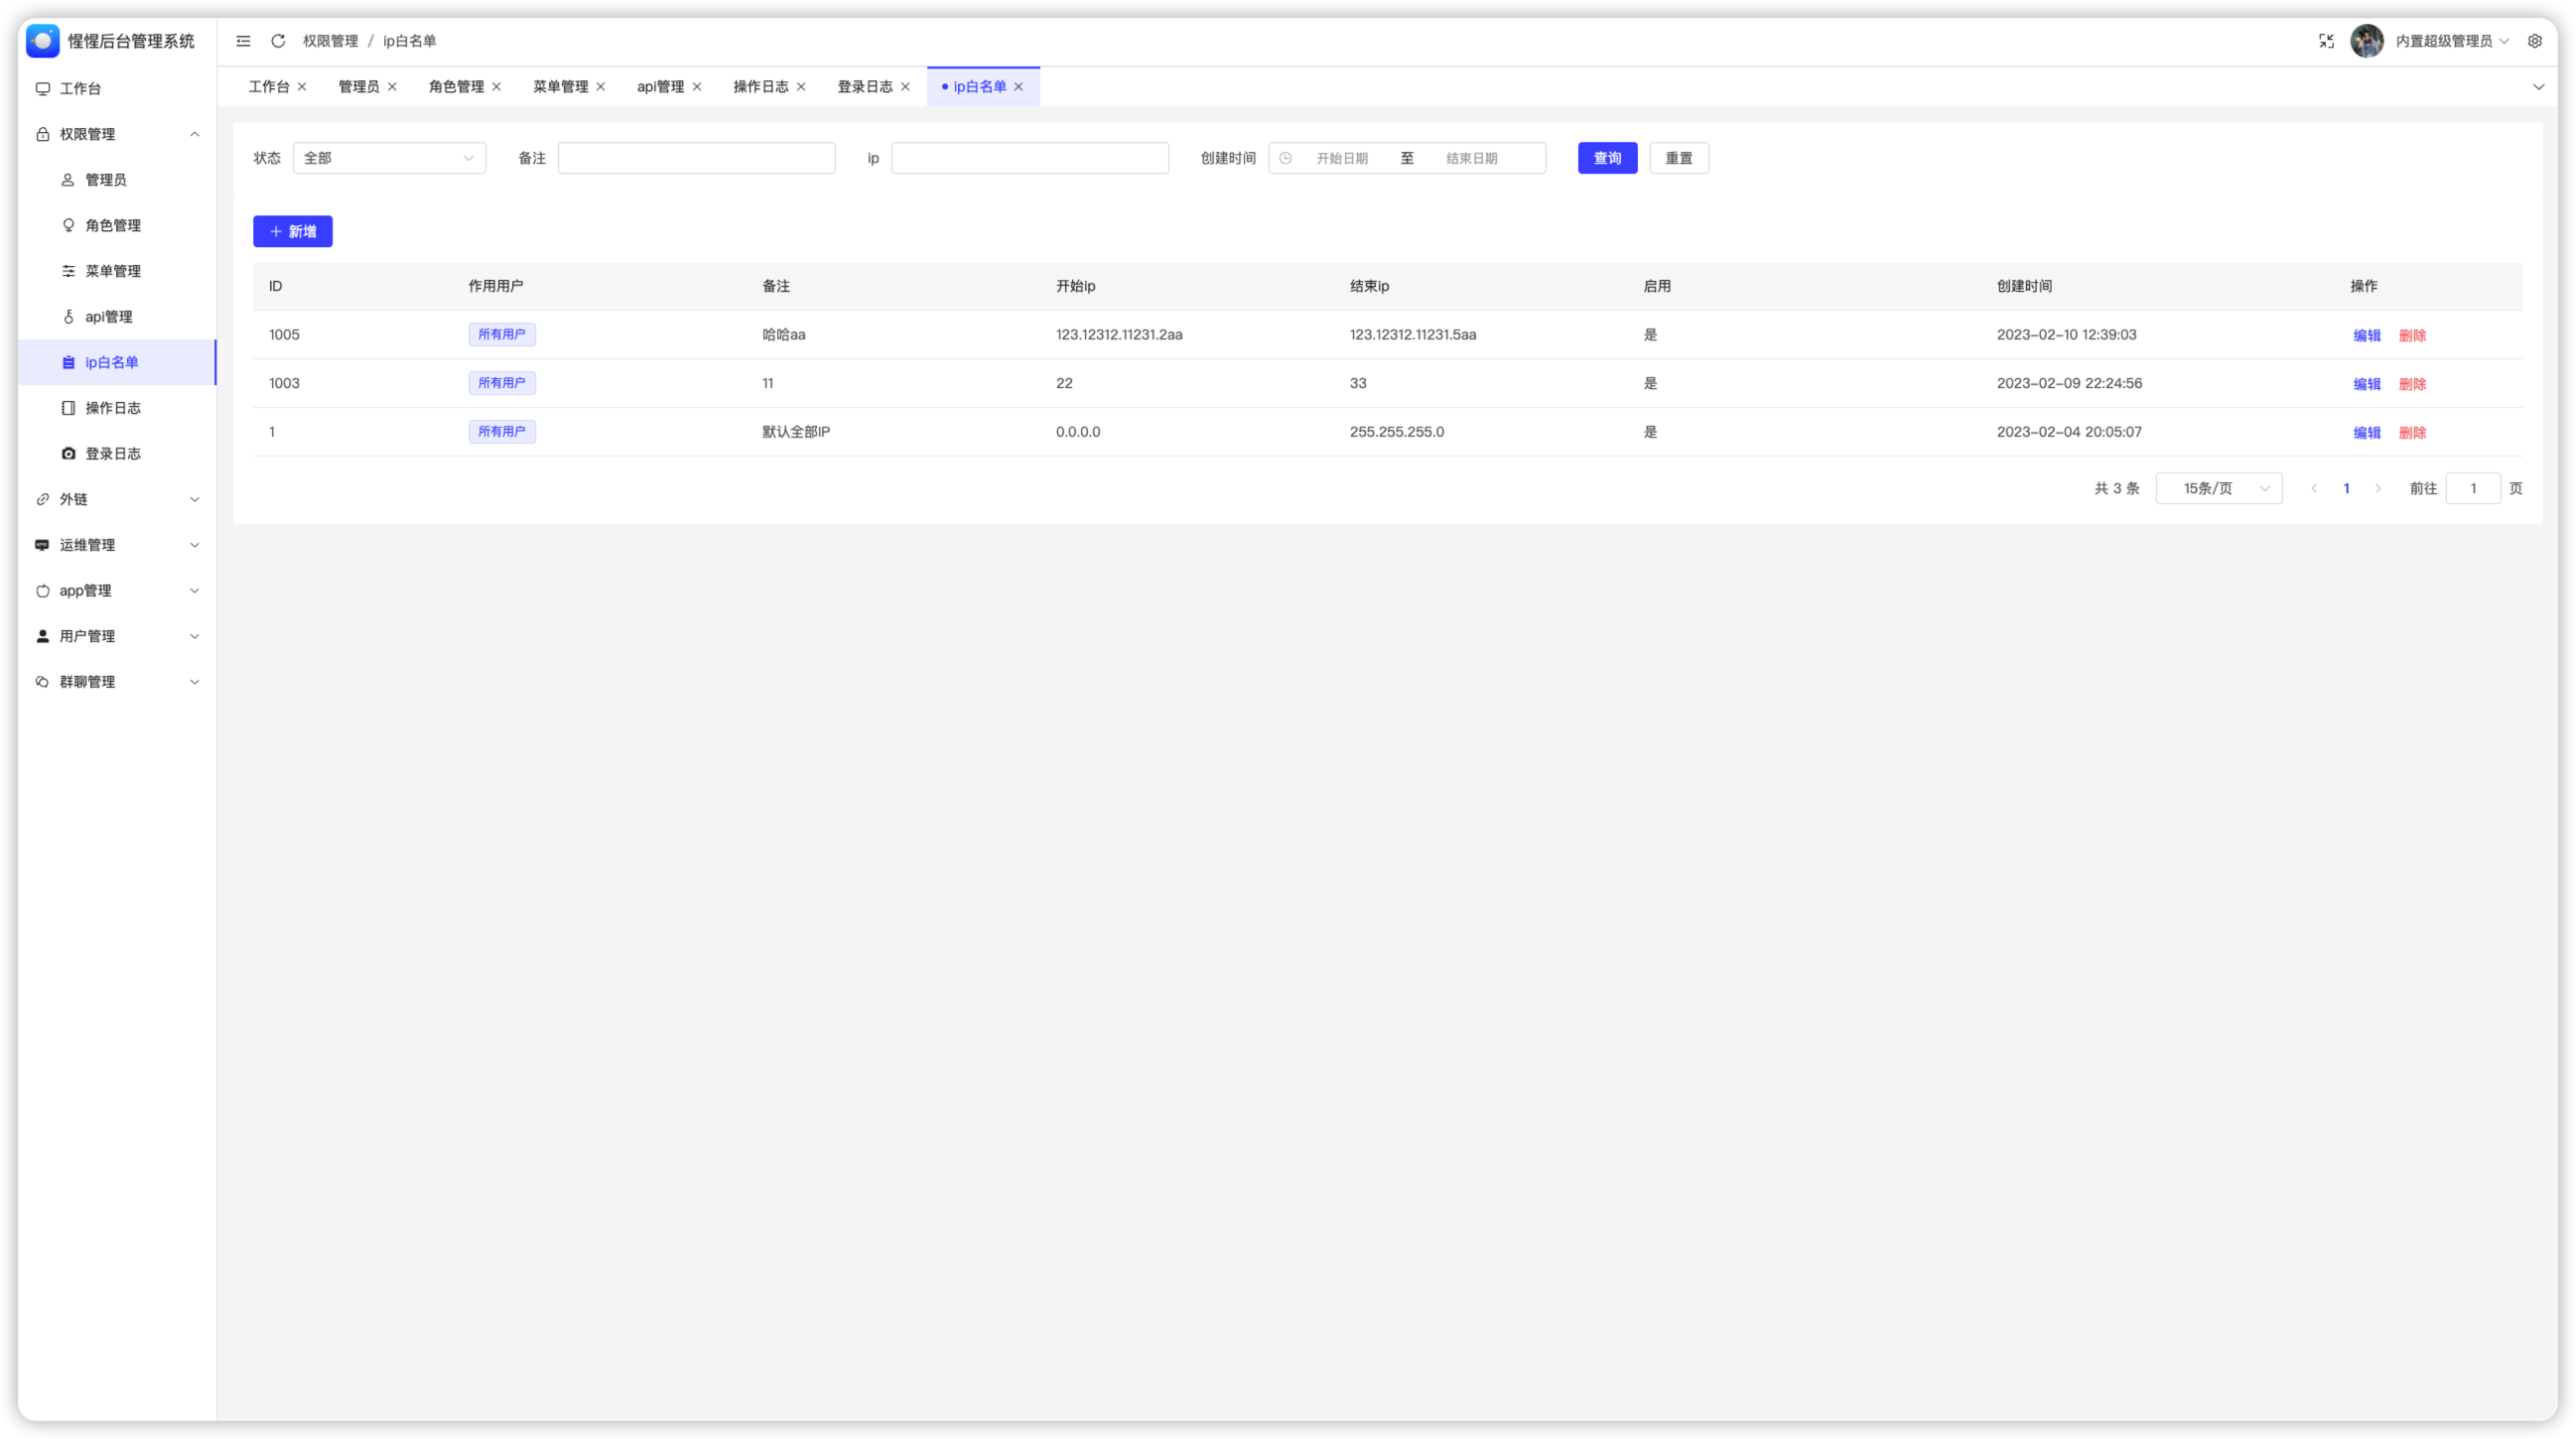 惺惺后台管理系统
权限管理 / ip白名单
内置超级管理员
工作台
权限管理
管理员
角色管理
菜单管理
api管理
ip白名单
操作日志
登录日志
外链
运维管理
app管理
用户管理
群聊管理
工作台 管理员 角色管理 菜单管理 api管理 操作日志 登录日志 ip白名单
状态 全部 备注 ip 创建时间 开始日期 至 结束日期 查询 重置
新增
ID 作用用户 备注 开始ip 结束ip 启用 创建时间 操作
1005 所有用户 哈哈aa 123.12312.11231.2aa 123.12312.11231.5aa 是 2023-02-10 12:39:03 编辑 删除
1003 所有用户 11 22 33 是 2023-02-09 22:24:56 编辑 删除
1 所有用户 默认全部IP 0.0.0.0 255.255.255.0 是 2023-02-04 20:05:07 编辑 删除
共 3 条 15条/页 1 前往 1 页